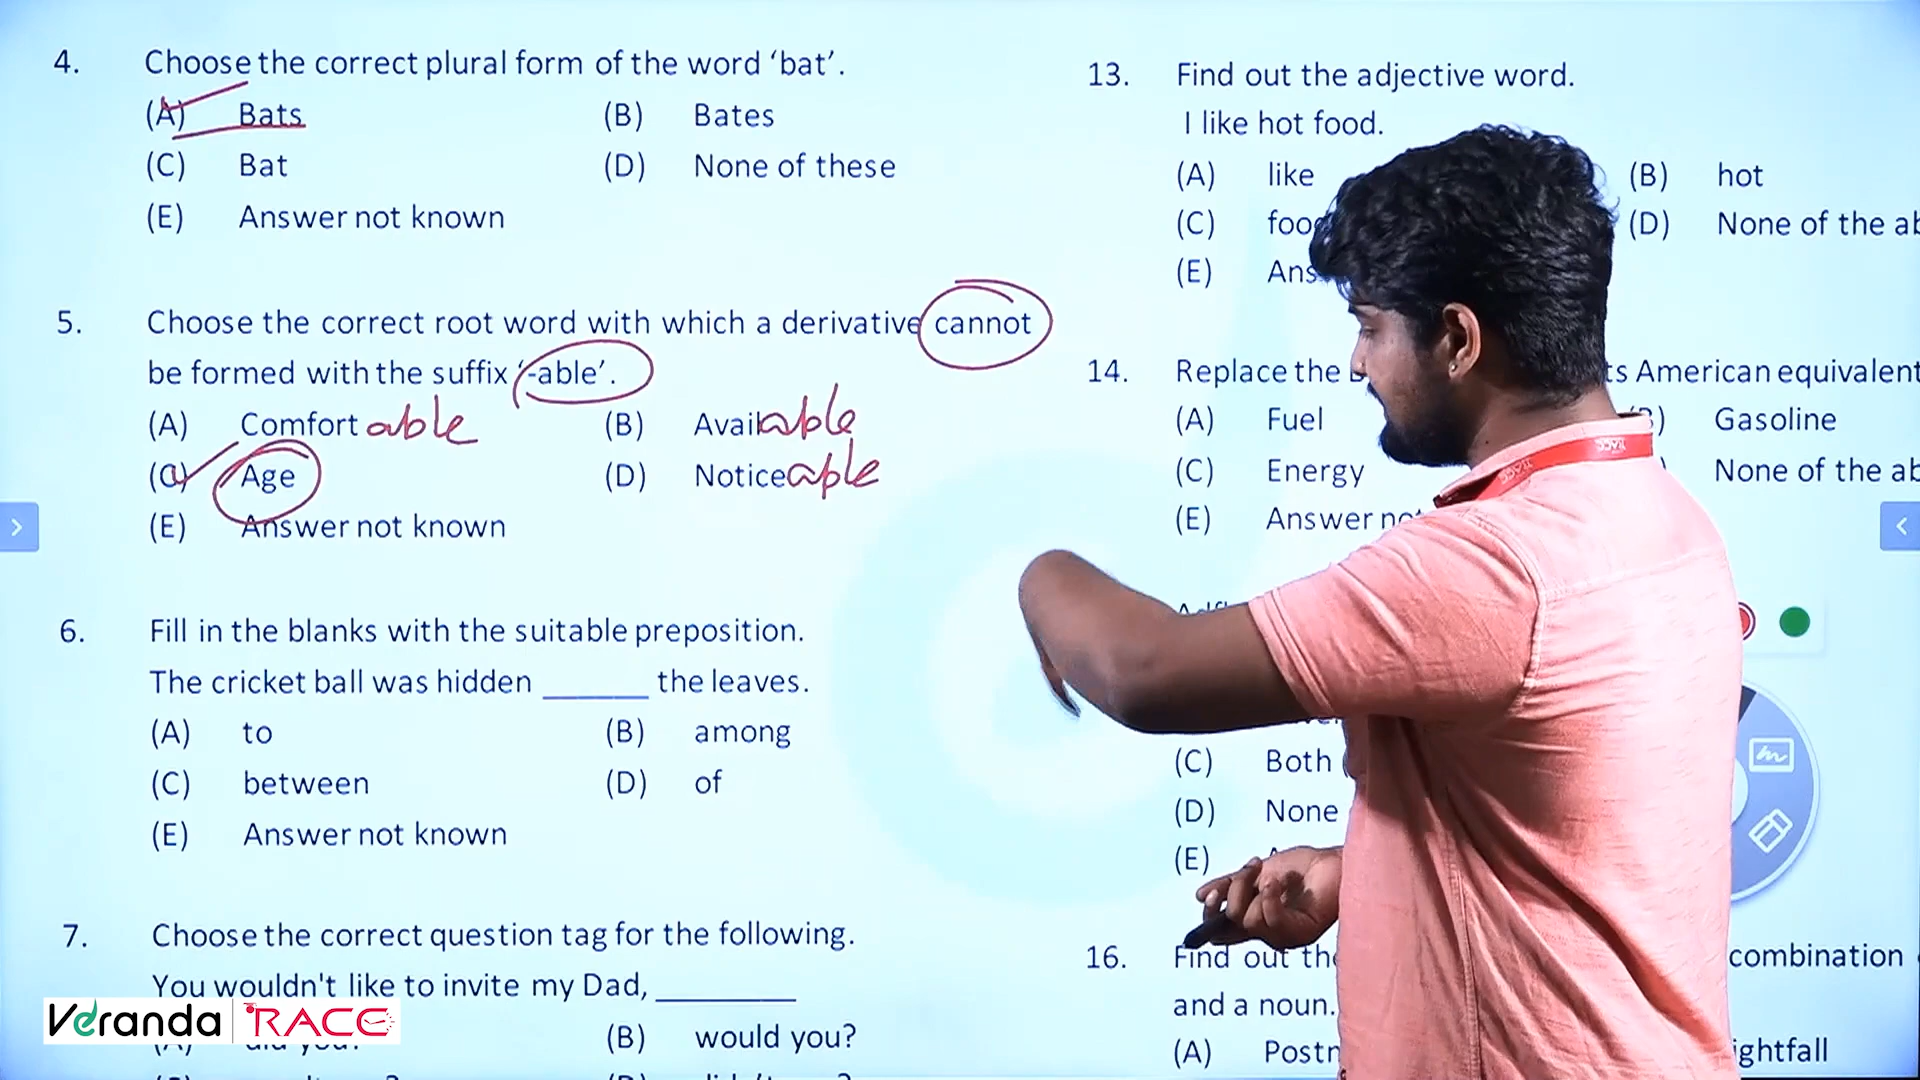 4. Choose the correct plural form of the word ‘bat’.
(A) Bats (B) Bates
(C) Bat (D) None of these
(E) Answer not known
5. Choose the correct root word with which a derivative cannot
be formed with the suffix ‘-able’.
(A) Comfort able (B) Avail able
(C) Age (D) Notice able
(E) Answer not known
6. Fill in the blanks with the suitable preposition.
The cricket ball was hidden ______ the leaves.
(A) to (B) among
(C) between (D) of
(E) Answer not known
7. Choose the correct question tag for the following.
You wouldn't like to invite my Dad, ________
(B) would you?
13. Find out the adjective word.
I like hot food.
(A) like (B) hot
(C) foo (D) None of the ab
(E) Ans
14. Replace the American equivalent
(A) Fuel Gasoline
(C) Energy None of the ab
(E) Answer
(C) Both
(D) None
(E)
16. Find out the combination
and a noun.
(A) Postr ightfall
Veranda RACE